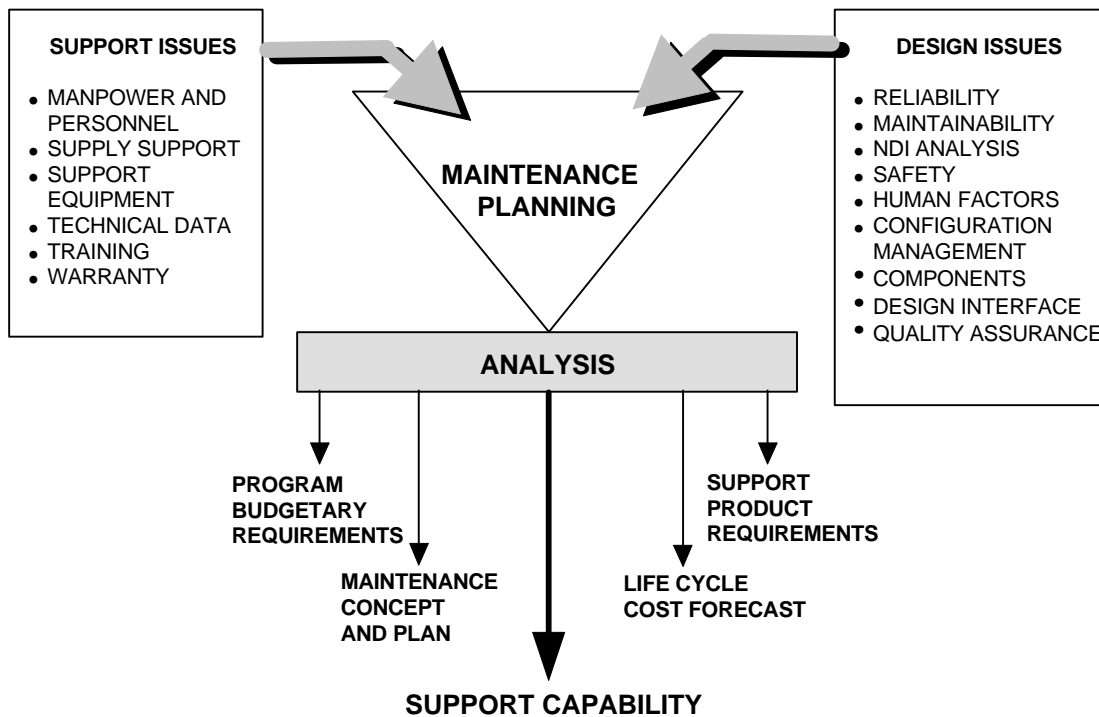 SUPPORT ISSUES
• MANPOWER AND
PERSONNEL
• SUPPLY SUPPORT
• SUPPORT
EQUIPMENT
• TECHNICAL DATA
• TRAINING
• WARRANTY
DESIGN ISSUES
• RELIABILITY
• MAINTAINABILITY
• NDI ANALYSIS
• SAFETY
• HUMAN FACTORS
• CONFIGURATION
MANAGEMENT
• COMPONENTS
• DESIGN INTERFACE
• QUALITY ASSURANCE
MAINTENANCE
PLANNING
ANALYSIS
PROGRAM
BUDGETARY
REQUIREMENTS
MAINTENANCE
CONCEPT
AND PLAN
LIFE CYCLE
COST FORECAST
SUPPORT
PRODUCT
REQUIREMENTS
SUPPORT CAPABILITY